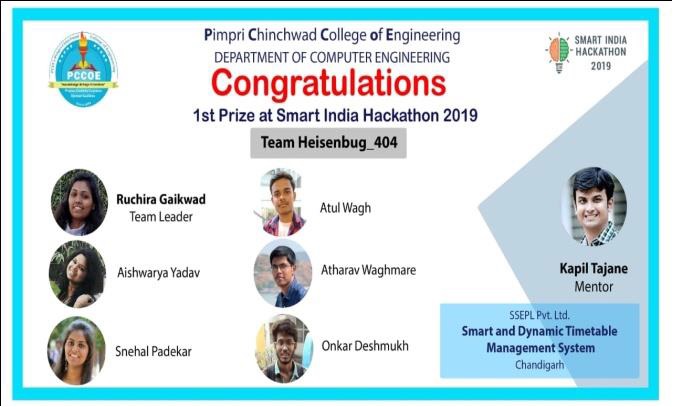 Pimpri Chinchwad College of Engineering
DEPARTMENT OF COMPUTER ENGINEERING
Congratulations
1st Prize at Smart India Hackathon 2019
Team Heisenbug_404
PCCOE
SMART INDIA
HACKATHON
2019
Ruchira Gaikwad
Team Leader
Atul Wagh
Aishwarya Yadav
Atharav Waghmare
Snehal Padekar
Onkar Deshmukh
Kapil Tajane
Mentor
SSEPL Pvt. Ltd.
Smart and Dynamic Timetable
Management System
Chandigarh